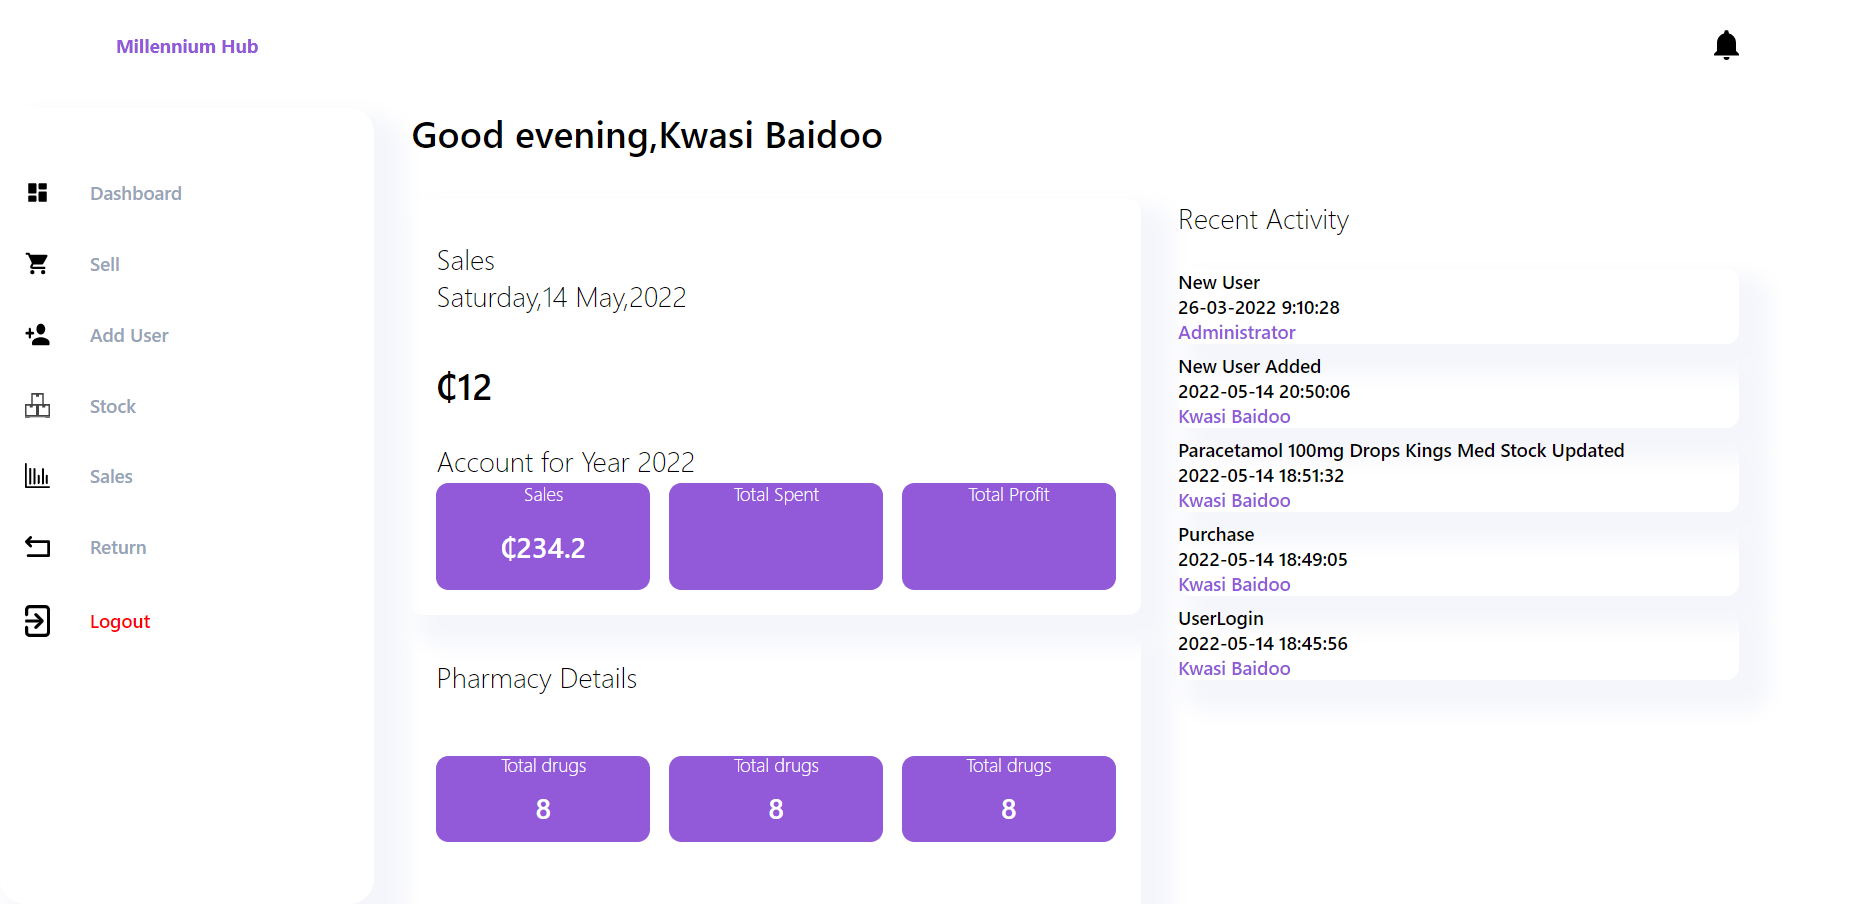 Millennium Hub
Dashboard
Sell
Add User
Stock
Sales
Return
Logout
Good evening,Kwasi Baidoo
Sales
Saturday,14 May,2022
₵12
Account for Year 2022
Sales
₵234.2
Total Spent
Total Profit
Pharmacy Details
Total drugs
8
Total drugs
8
Total drugs
8
Recent Activity
New User
26-03-2022 9:10:28
Administrator
New User Added
2022-05-14 20:50:06
Kwasi Baidoo
Paracetamol 100mg Drops Kings Med Stock Updated
2022-05-14 18:51:32
Kwasi Baidoo
Purchase
2022-05-14 18:49:05
Kwasi Baidoo
UserLogin
2022-05-14 18:45:56
Kwasi Baidoo